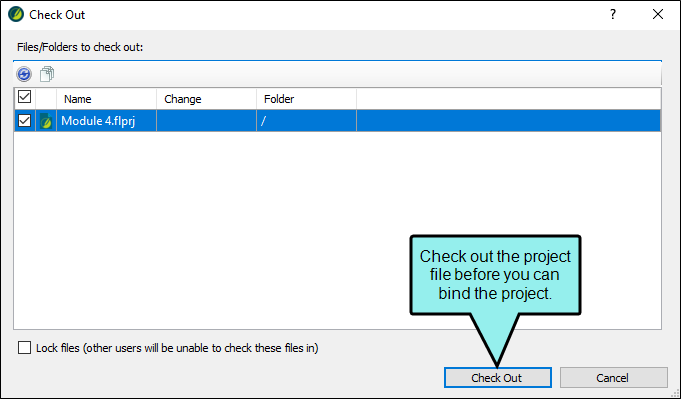 Check Out
?
Files/Folders to check out:
Name Change Folder
Module 4.flprj /
Check out the project
file before you can
bind the project.
Lock files (other users will be unable to check these files in)
Check Out Cancel